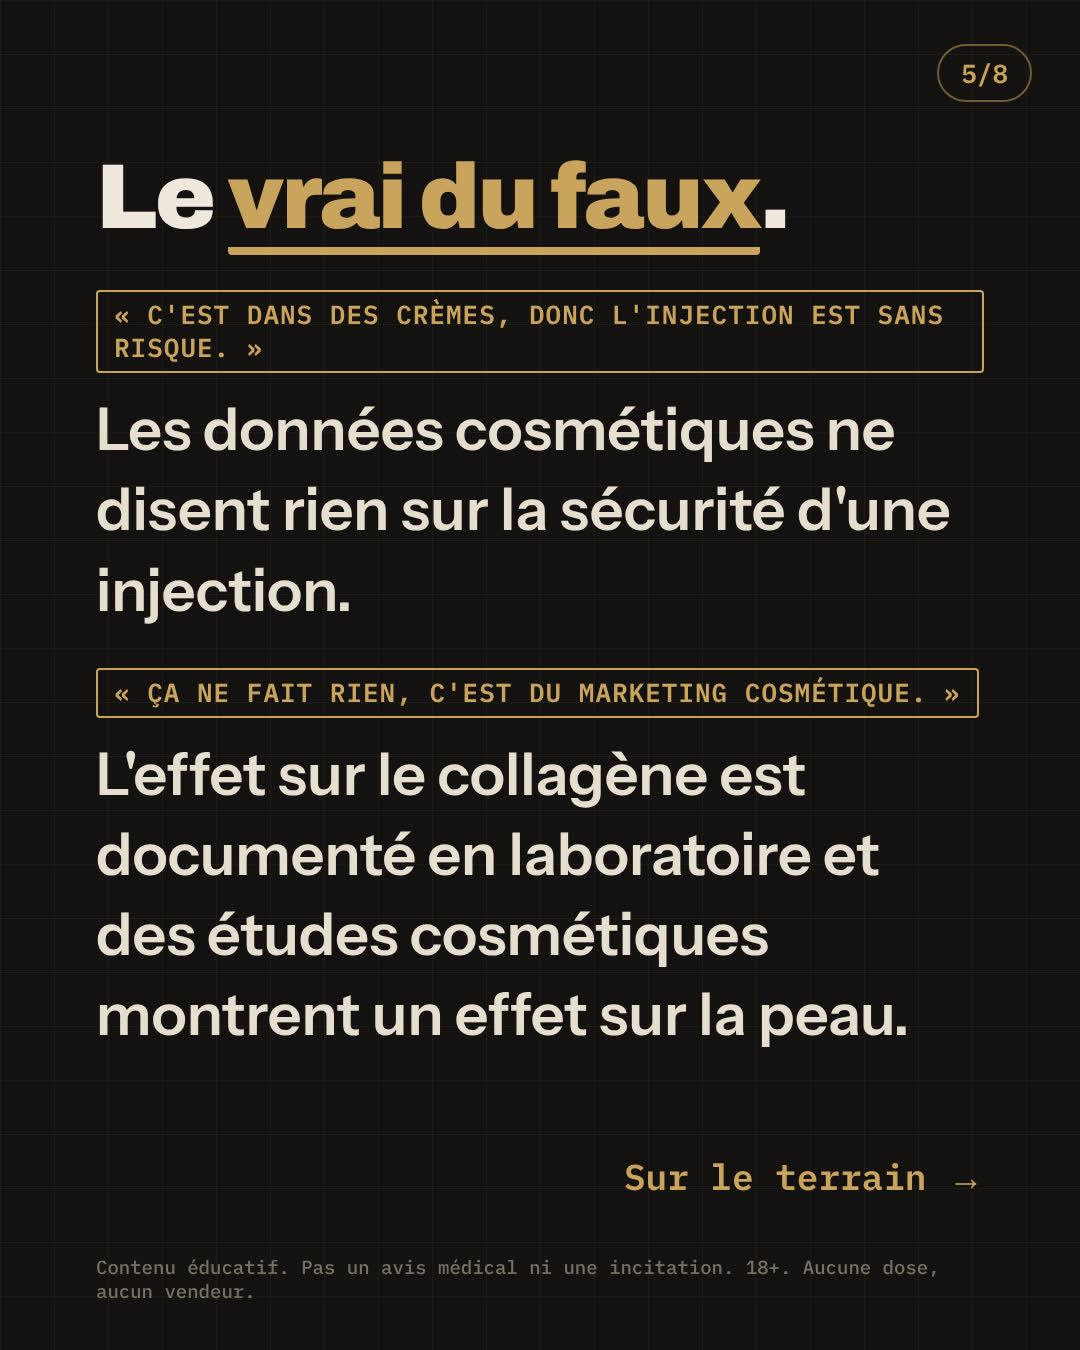 5/8
Le vrai du faux.
« C'EST DANS DES CRÈMES, DONC L'INJECTION EST SANS
RISQUE. »
Les données cosmétiques ne
disent rien sur la sécurité d'une
injection.
« ÇA NE FAIT RIEN, C'EST DU MARKETING COSMÉTIQUE. »
L'effet sur le collagène est
documenté en laboratoire et
des études cosmétiques
montrent un effet sur la peau.
Sur le terrain →
Contenu éducatif. Pas un avis médical ni une incitation. 18+. Aucune dose,
aucun vendeur.